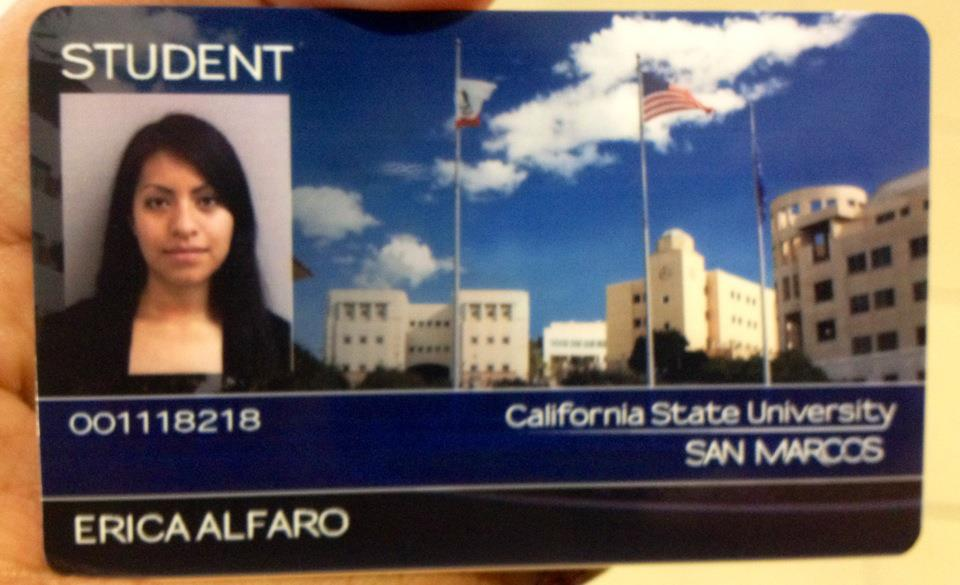 STUDENT
001118218
California State University
SAN MARCOS
ERICA ALFARO